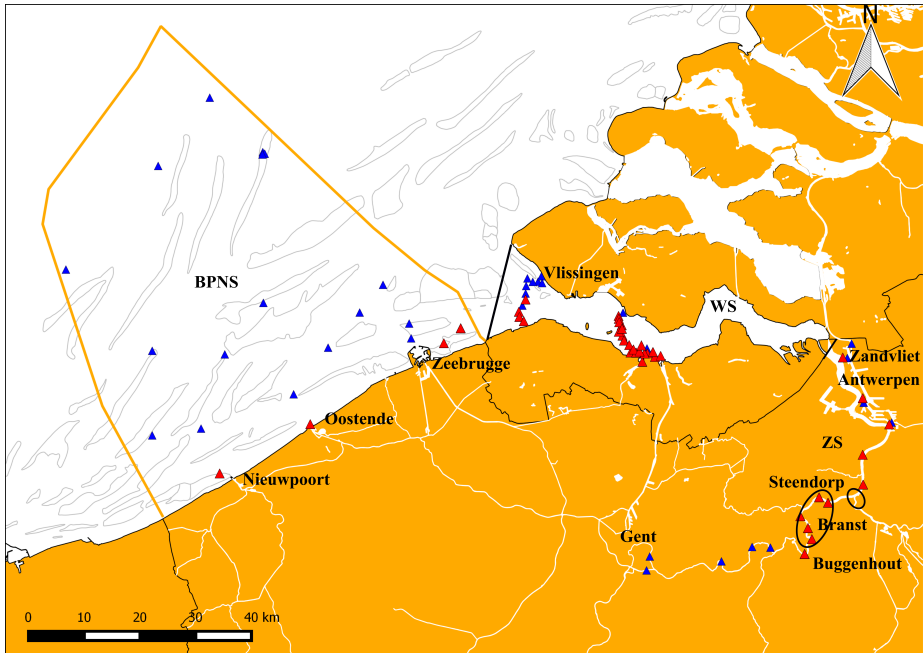 N
Vlissingen
BPNS
WS
Zeebrugge
Zandvliet
Antwerpen
Oostende
ZS
Nieuwpoort
Steendorp
Branst
Gent
Buggenhout
0 10 20 30 40 km